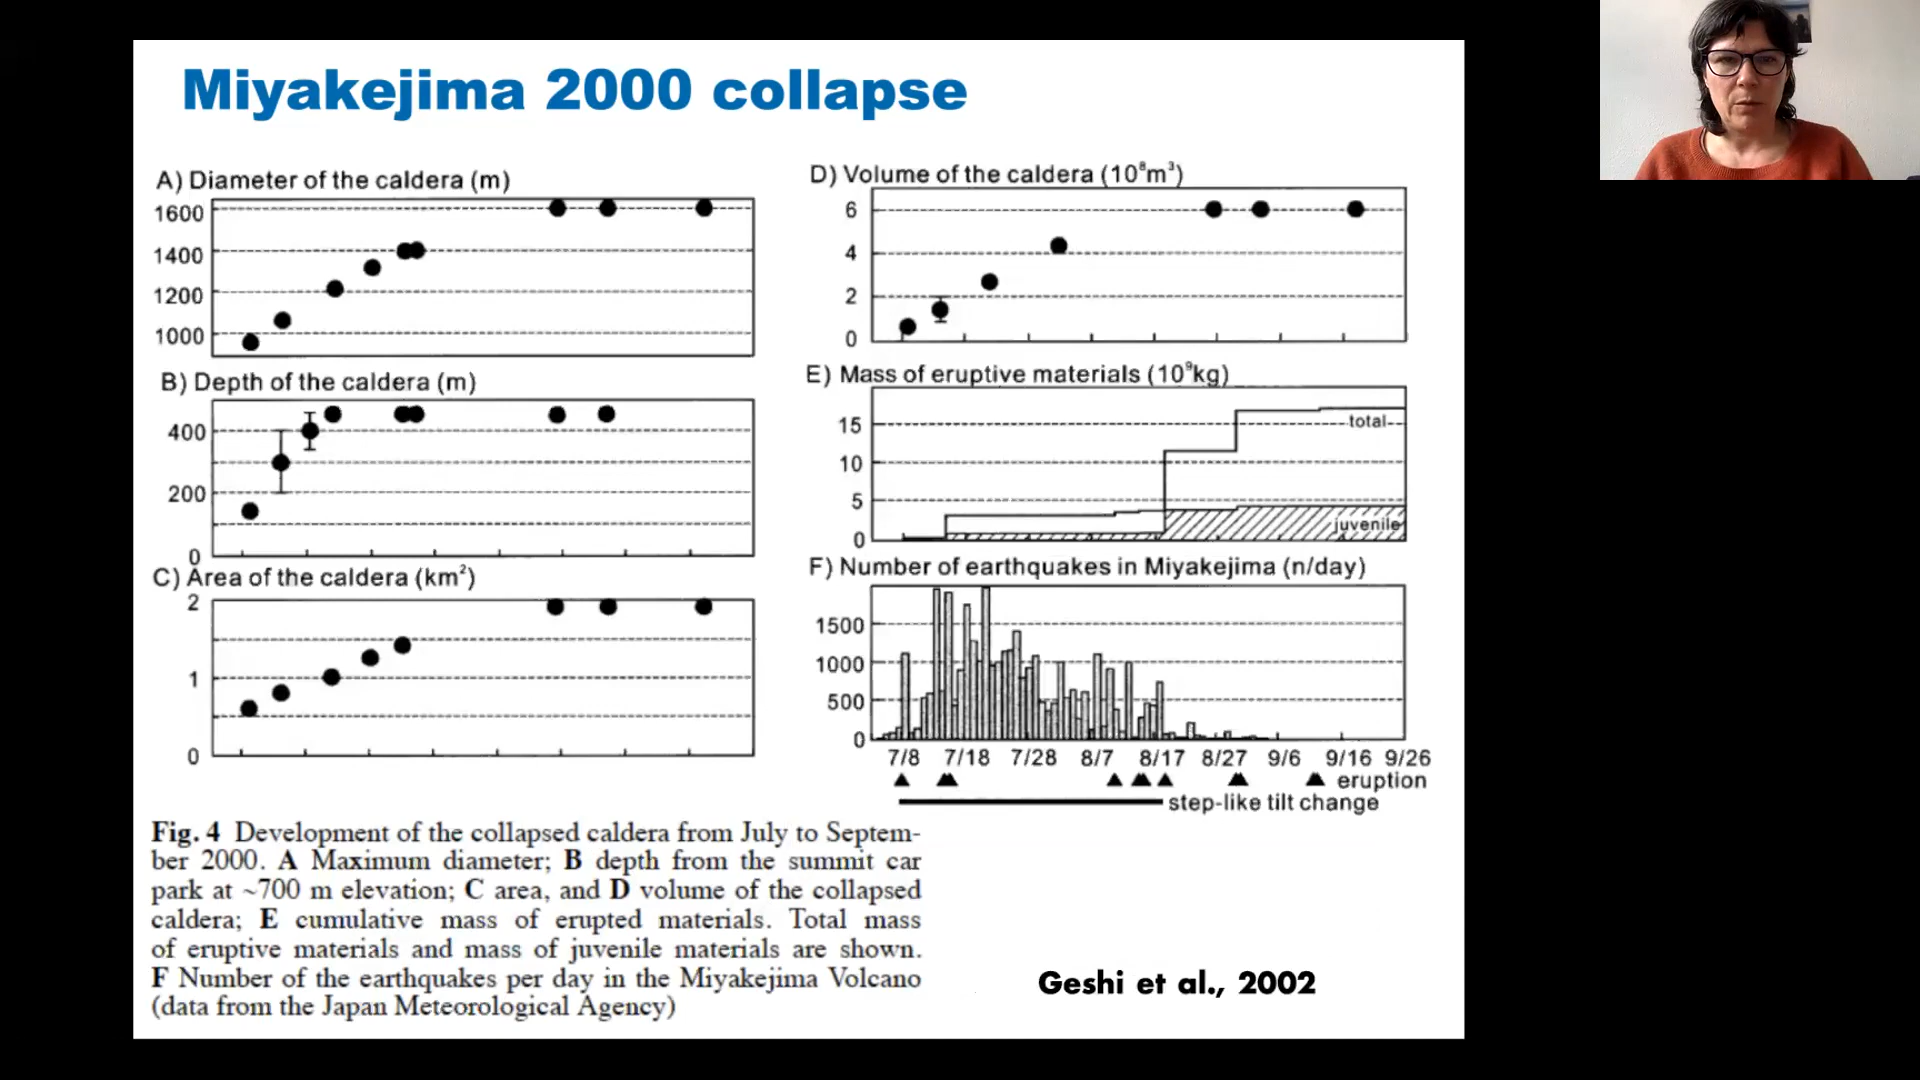 Miyakejima 2000 collapse
A) Diameter of the caldera (m)
1600
1400
1200
1000
B) Depth of the caldera (m)
400
200
0
C) Area of the caldera (km²)
2
1
0
D) Volume of the caldera (10⁸m³)
6
4
2
0
E) Mass of eruptive materials (10⁹kg)
15
10
5
0
total
juvenile
F) Number of earthquakes in Miyakejima (n/day)
1500
1000
500
0
7/8 7/18 7/28 8/7 8/17 8/27 9/6 9/16 9/26
▲ eruption
step-like tilt change
Fig. 4 Development of the collapsed caldera from July to Septem-
ber 2000. A Maximum diameter; B depth from the summit car
park at ~700 m elevation; C area, and D volume of the collapsed
caldera; E cumulative mass of erupted materials. Total mass
of eruptive materials and mass of juvenile materials are shown.
F Number of the earthquakes per day in the Miyakejima Volcano
(data from the Japan Meteorological Agency)
Geshi et al., 2002